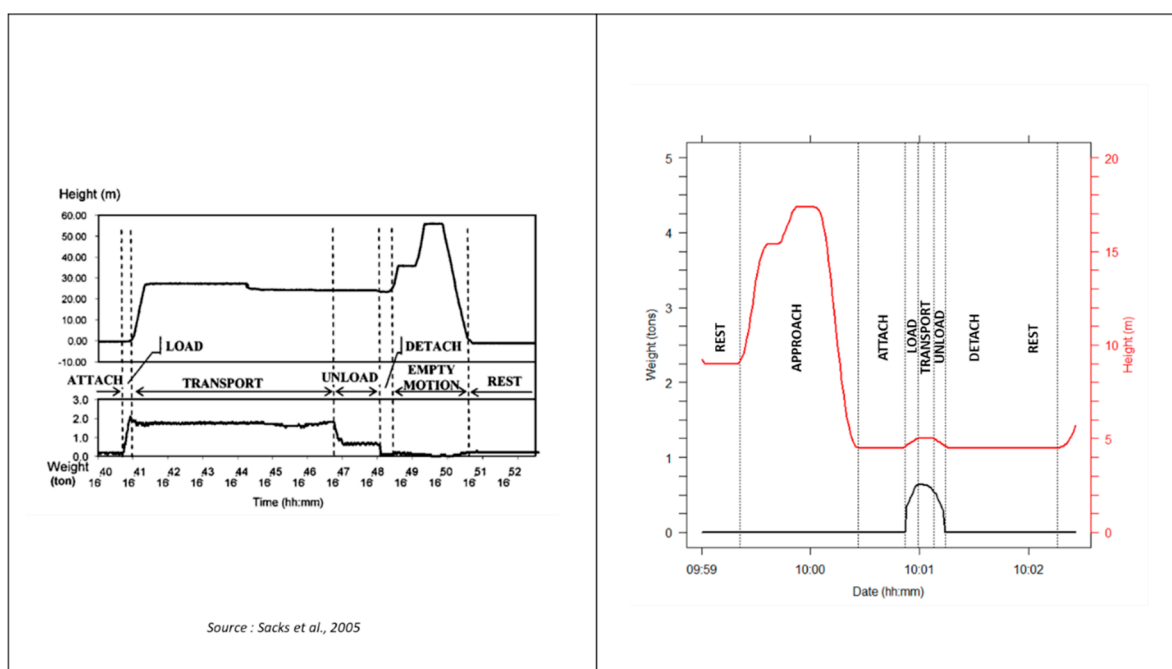 Height (m)
60.00
50.00
40.00
30.00
20.00
10.00
0.00
-10.00
LOAD
DETACH
ATTACH
TRANSPORT
UNLOAD
EMPTY
MOTION
REST
3.0
2.0
1.0
0.0
Weight
(ton)
16:40 16:41 16:42 16:43 16:44 16:45 16:46 16:47 16:48 16:49 16:50 16:51 16:52
Time (hh:mm)
Source : Sacks et al., 2005
Weight (tons)
5
4
3
2
1
0
REST
APPROACH
ATTACH
LOAD
TRANSPORT
UNLOAD
DETACH
REST
20
15
10
5
0
Height (m)
09:59 10:00 10:01 10:02
Date (hh:mm)